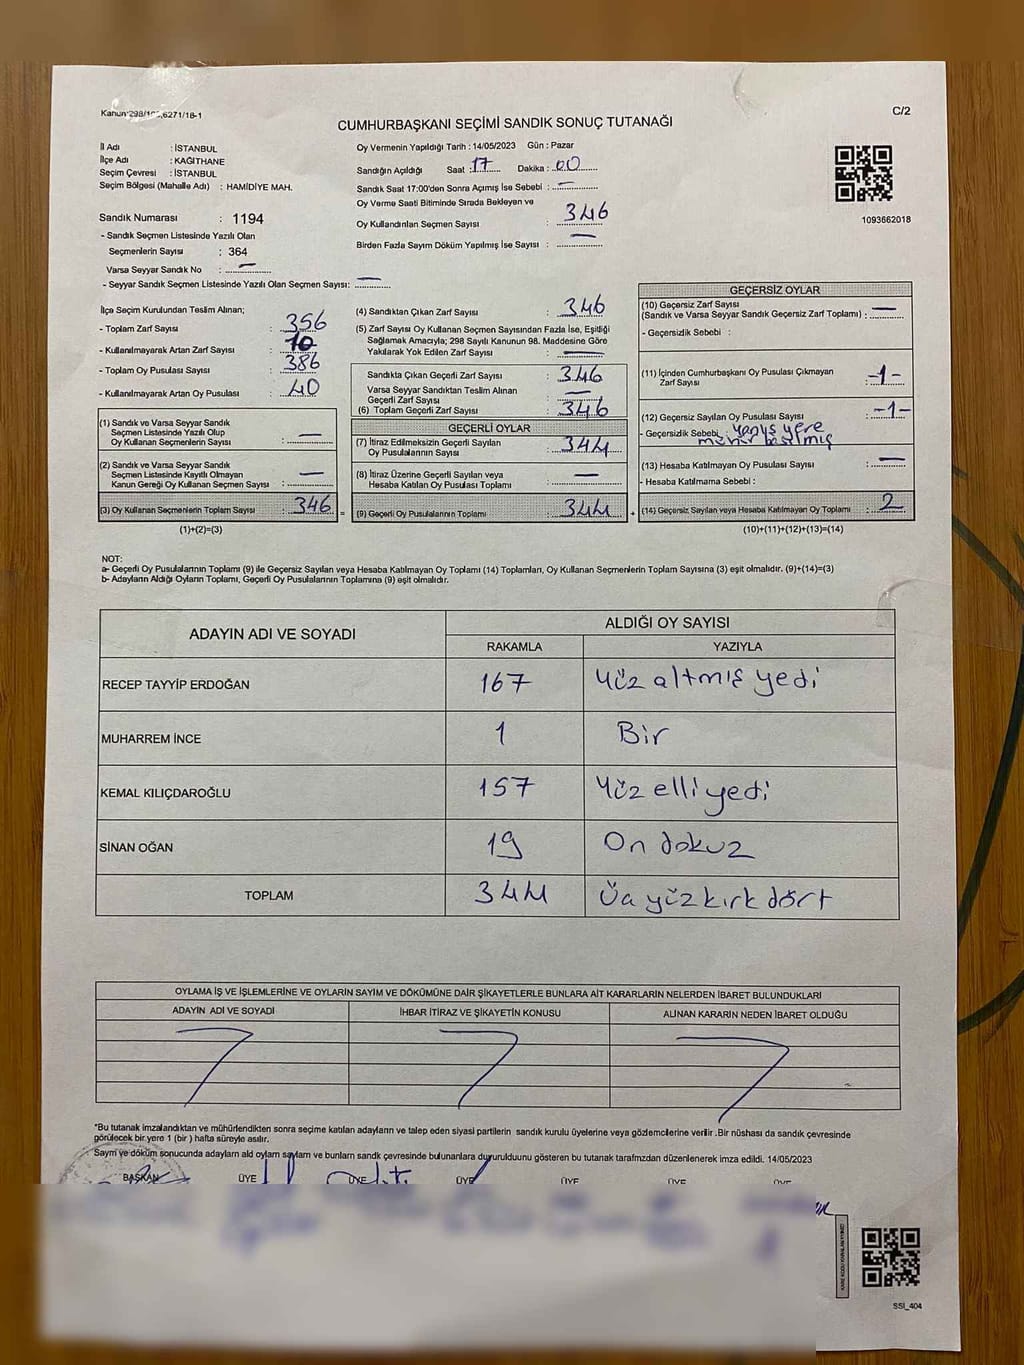 Kanun:298/105,6271/18-1
C/2
CUMHURBAŞKANI SEÇİMİ SANDIK SONUÇ TUTANAĞI
İl Adı : İSTANBUL
İlçe Adı : KAĞITHANE
Seçim Çevresi : İSTANBUL
Seçim Bölgesi (Mahalle Adı) : HAMİDİYE MAH.
Sandık Numarası : 1194
- Sandık Seçmen Listesinde Yazılı Olan
Seçmenlerin Sayısı : 364
Varsa Seyyar Sandık No : —
- Seyyar Sandık Seçmen Listesinde Yazılı Olan Seçmen Sayısı: —
Oy Vermenin Yapıldığı Tarih : 14/05/2023 Gün : Pazar
Sandığın Açıldığı Saat : 17 Dakika : 00
Sandık Saat 17:00'den Sonra Açımış İse Sebebi : —
Oy Verme Saati Bitiminde Sırada Bekleyen ve
Oy Kullandırılan Seçmen Sayısı : 346
Birden Fazla Sayım Döküm Yapılmış İse Sayısı : —
1093662018
İlçe Seçim Kurulundan Teslim Alınan;
- Toplam Zarf Sayısı : 356
- Kullanılmayarak Artan Zarf Sayısı : 10
- Toplam Oy Pusulası Sayısı : 386
- Kullanılmayarak Artan Oy Pusulası : 40
(1) Sandık ve Varsa Seyyar Sandık
Seçmen Listesinde Yazılı Olup
Oy Kullanan Seçmenlerin Sayısı : —
(2) Sandık ve Varsa Seyyar Sandık
Seçmen Listesinde Kayıtlı Olmayan
Kanun Gereği Oy Kullanan Seçmen Sayısı : —
(3) Oy Kullanan Seçmenlerin Toplam Sayısı : 346 =
(1)+(2)=(3)
(4) Sandıktan Çıkan Zarf Sayısı : 346
(5) Zarf Sayısı Oy Kullanan Seçmen Sayısından Fazla İse, Eşitliği
Sağlamak Amacıyla; 298 Sayılı Kanunun 98. Maddesine Göre
Yakılarak Yok Edilen Zarf Sayısı : —
Sandıkta Çıkan Geçerli Zarf Sayısı : 346
Varsa Seyyar Sandıktan Teslim Alınan
Geçerli Zarf Sayısı : —
(6) Toplam Geçerli Zarf Sayısı : 346
GEÇERLİ OYLAR
(7) İtiraz Edilmeksizin Geçerli Sayılan
Oy Pusulalarının Sayısı : 344
(8) İtiraz Üzerine Geçerli Sayılan veya
Hesaba Katılan Oy Pusulası Toplamı : —
(9) Geçerli Oy Pusulalarının Toplamı : 344 +
GEÇERSİZ OYLAR
(10) Geçersiz Zarf Sayısı
(Sandık ve Varsa Seyyar Sandık Geçersiz Zarf Toplamı) : —
- Geçersizlik Sebebi :
(11) İçinden Cumhurbaşkanı Oy Pusulası Çıkmayan
Zarf Sayısı : -1-
(12) Geçersiz Sayılan Oy Pusulası Sayısı : -1-
- Geçersizlik Sebebi : yanlış yere
mühür basılmış
(13) Hesaba Katılmayan Oy Pusulası Sayısı : —
- Hesaba Katılmama Sebebi :
(14) Geçersiz Sayılan veya Hesaba Katılmayan Oy Toplamı : 2
(10)+(11)+(12)+(13)=(14)
NOT:
a- Geçerli Oy Pusulalarının Toplamı (9) ile Geçersiz Sayılan veya Hesaba Katılmayan Oy Toplamı (14) Toplamları, Oy Kullanan Seçmenlerin Toplam Sayısına (3) eşit olmalıdır. (9)+(14)=(3)
b- Adayların Aldığı Oyların Toplamı, Geçerli Oy Pusulalarının Toplamına (9) eşit olmalıdır.
ADAYIN ADI VE SOYADI ALDIĞI OY SAYISI
RAKAMLA YAZIYLA
RECEP TAYYİP ERDOĞAN 167 Yüz altmış yedi
MUHARREM İNCE 1 Bir
KEMAL KILIÇDAROĞLU 157 Yüz elli yedi
SİNAN OĞAN 19 On dokuz
TOPLAM 344 Üç yüz kırk dört
OYLAMA İŞ VE İŞLEMLERİNE VE OYLARIN SAYIM VE DÖKÜMÜNE DAİR ŞİKAYETLERLE BUNLARA AİT KARARLARIN NELERDEN İBARET BULUNDUKLARI
ADAYIN ADI VE SOYADI İHBAR İTİRAZ VE ŞİKAYETİN KONUSU ALINAN KARARIN NEDEN İBARET OLDUĞU
"Bu tutanak imzalandıktan ve mühürlendikten sonra seçime katılan adayların ve talep eden siyasi partilerin sandık kurulu üyelerine veya gözlemcilerine verilir .Bir nüshası da sandık çevresinde
görülecek bir yere 1 (bir ) hafta süreyle asılır.
Sayım ve döküm sonucunda adayların ald oyların sayların ve bunların sandk çevresinde bulunanlara duyurulduunu gösteren bu tutanak tarafmzdan düzenlenerek imza edildi. 14/05/2023
BAŞKAN ÜYE ÜYE ÜYE ÜYE ÜYE ÜYE
SSİ_404